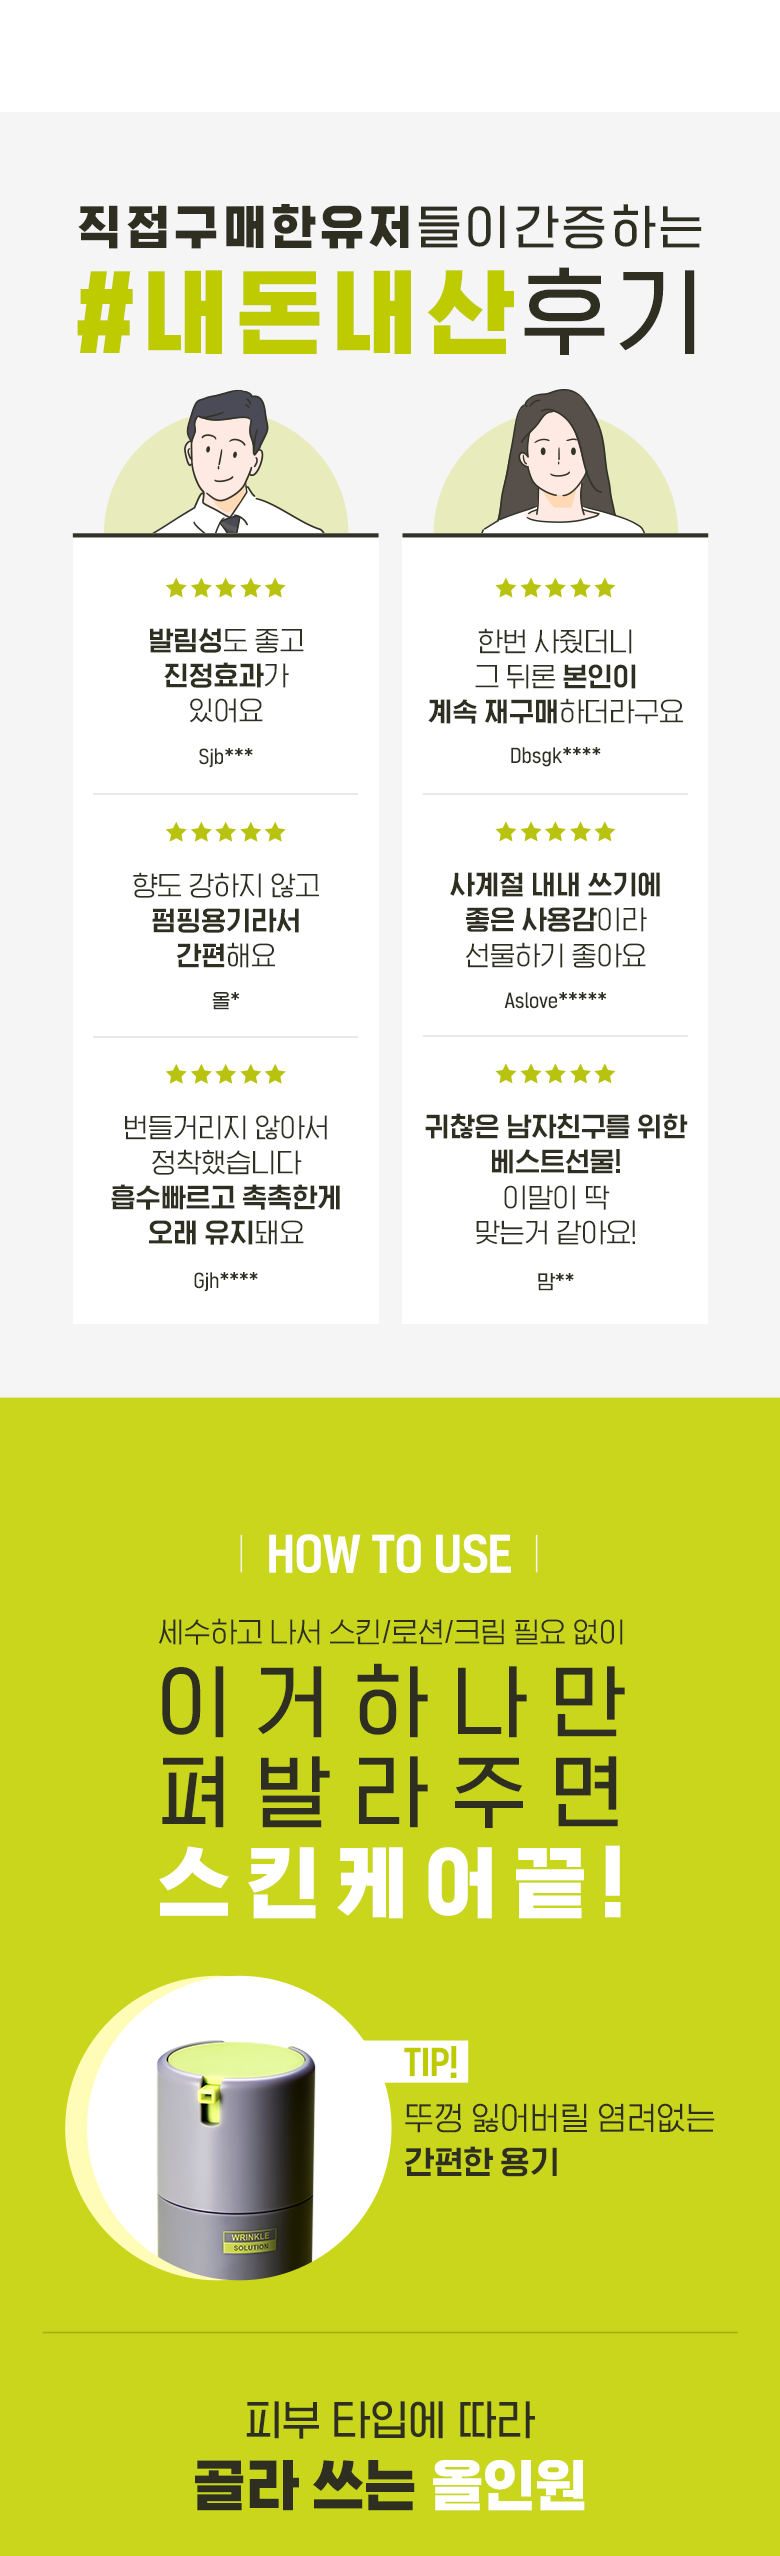 직접구매한유저들이간증하는
#내돈내산후기
발림성도 좋고
진정효과가
있어요
Sjb***
향도 강하지 않고
펌핑용기라서
간편해요
올*
번들거리지 않아서
정착했습니다
흡수빠르고 촉촉한게
오래 유지돼요
Gjh****
한번 사줬더니
그 뒤론 본인이
계속 재구매하더라구요
Dbsgk****
사계절 내내 쓰기에
좋은 사용감이라
선물하기 좋아요
Aslove*****
귀찮은 남자친구를 위한
베스트선물!
이말이 딱
맞는거 같아요!
맘**
HOW TO USE
세수하고 나서 스킨/로션/크림 필요 없이
이거하나만
펴발라주면
스킨케어끝!
TIP!
뚜껑 잃어버릴 염려없는
간편한 용기
WRINKLE
SOLUTION
피부 타입에 따라
골라 쓰는 올인원